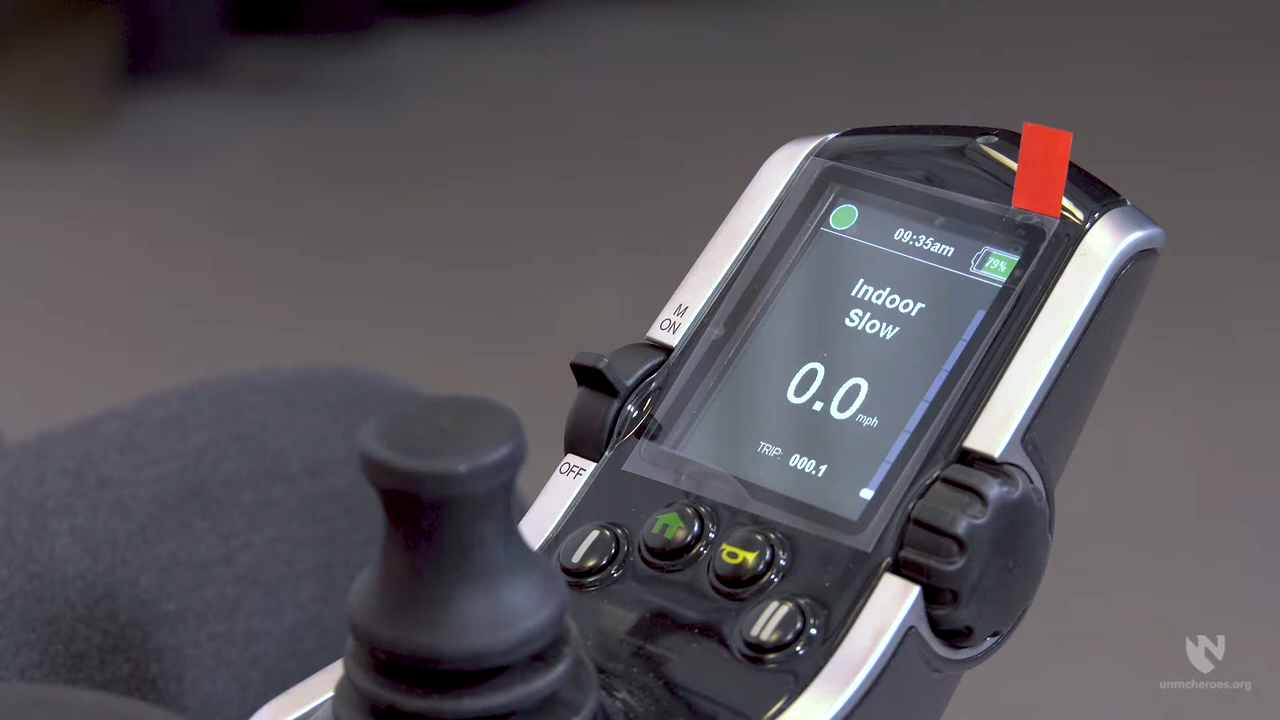 09:35am
79%
Indoor
Slow
0.0 mph
TRIP: 000.1
M
ON
OFF
unmcheroes.org